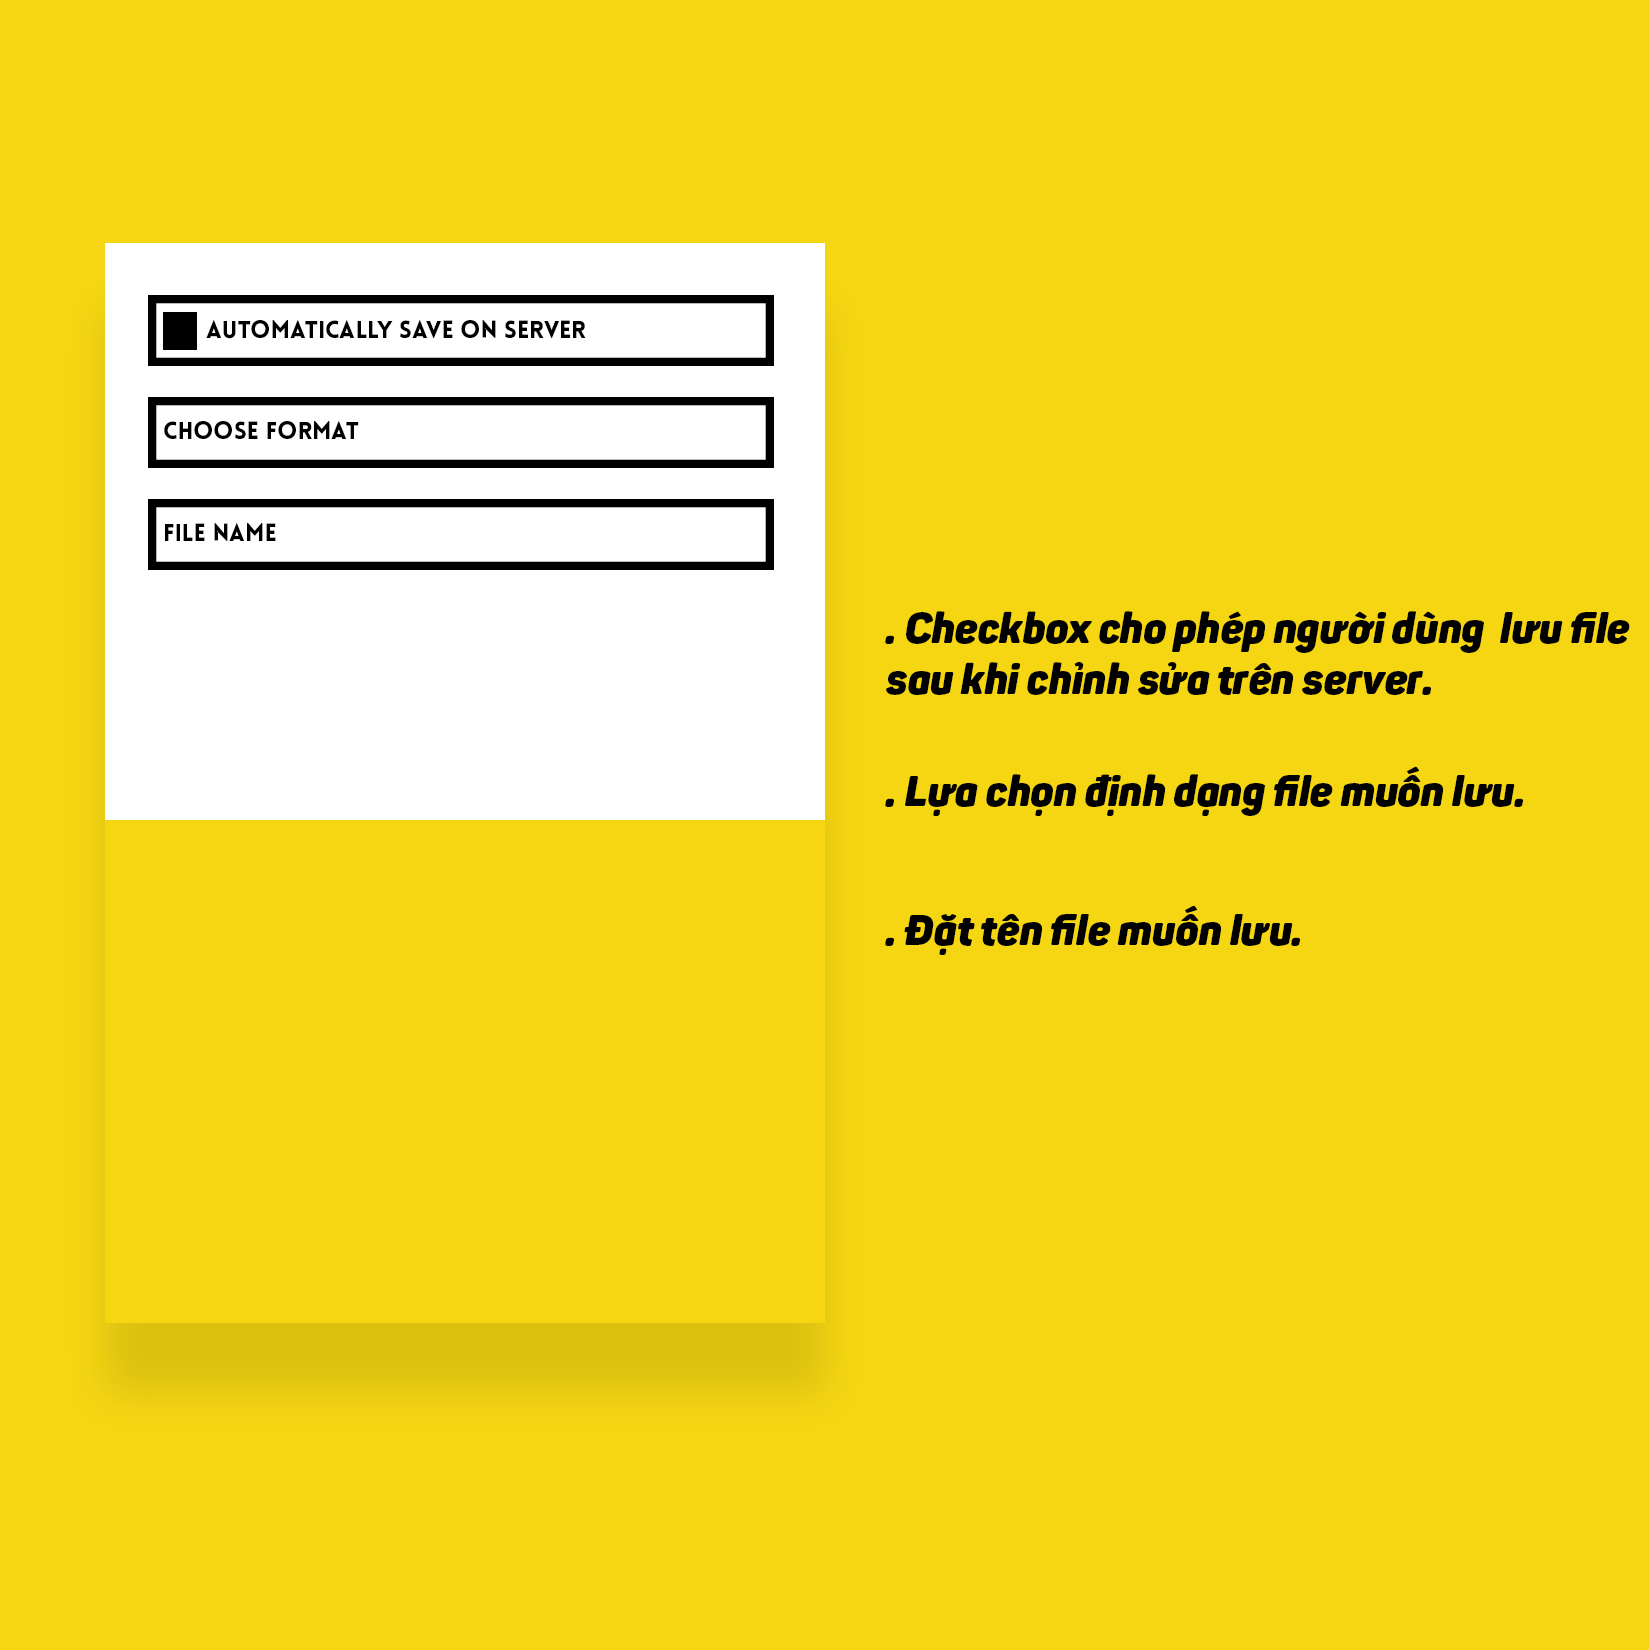 AUTOMATICALLY SAVE ON SERVER
CHOOSE FORMAT
FILE NAME
. Checkbox cho phép người dùng lưu file
sau khi chỉnh sửa trên server.
. Lựa chọn định dạng file muốn lưu.
. Đặt tên file muốn lưu.